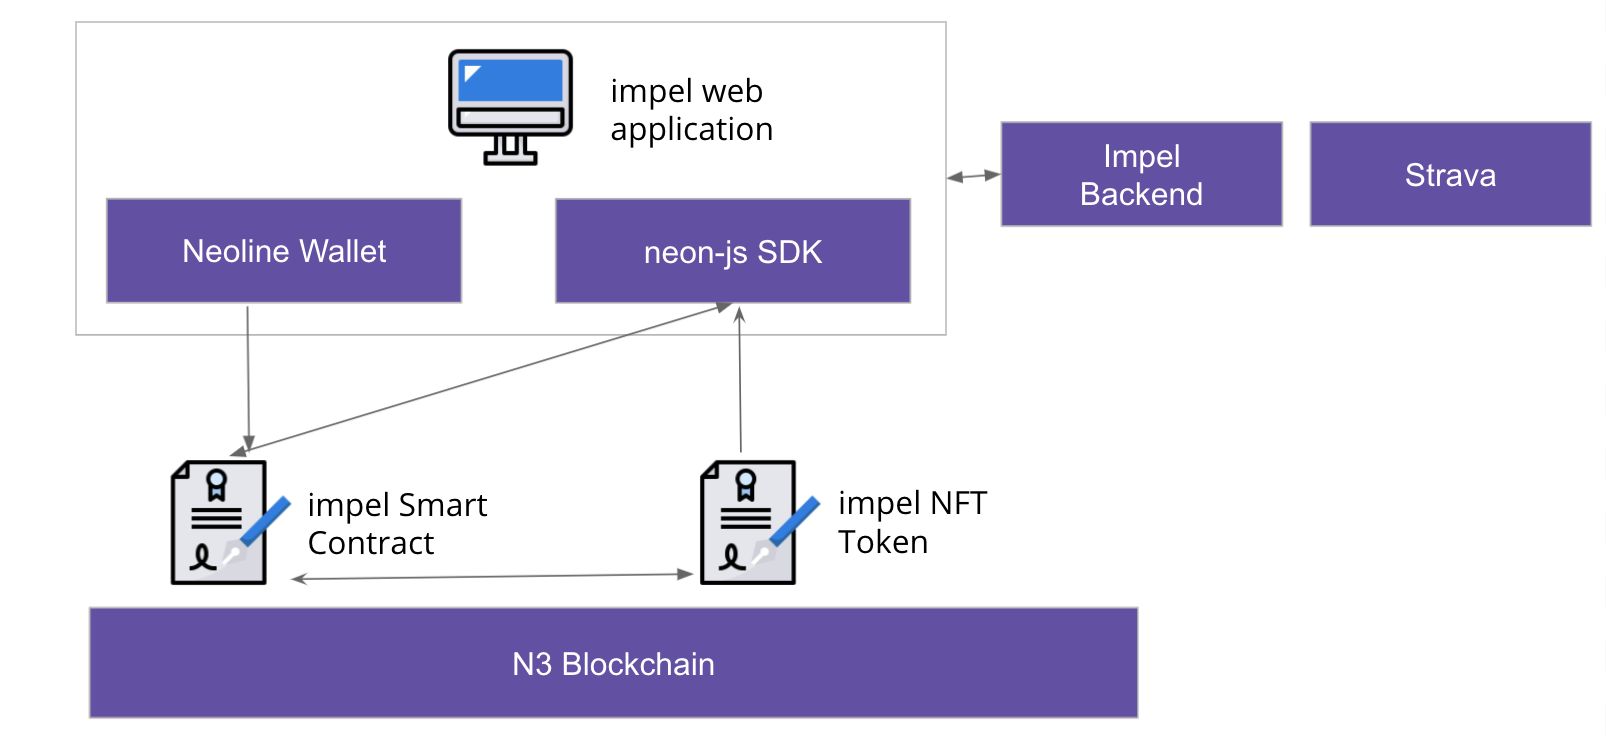 impel web
application
Impel
Backend
Strava
Neoline Wallet
neon-js SDK
impel Smart
Contract
impel NFT
Token
N3 Blockchain